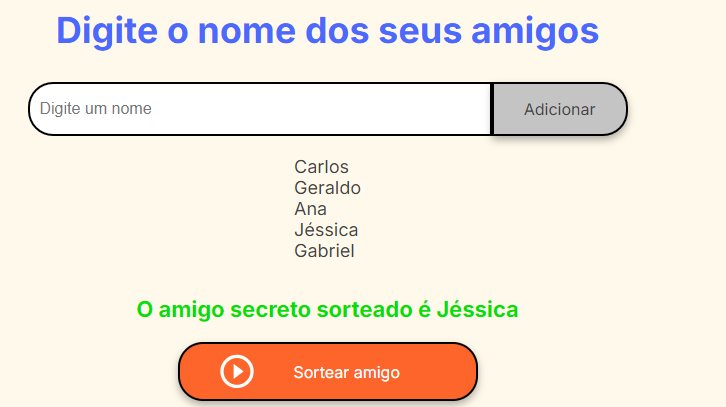 Digite o nome dos seus amigos
Digite um nome
Adicionar
Carlos
Geraldo
Ana
Jéssica
Gabriel
O amigo secreto sorteado é Jéssica
Sortear amigo